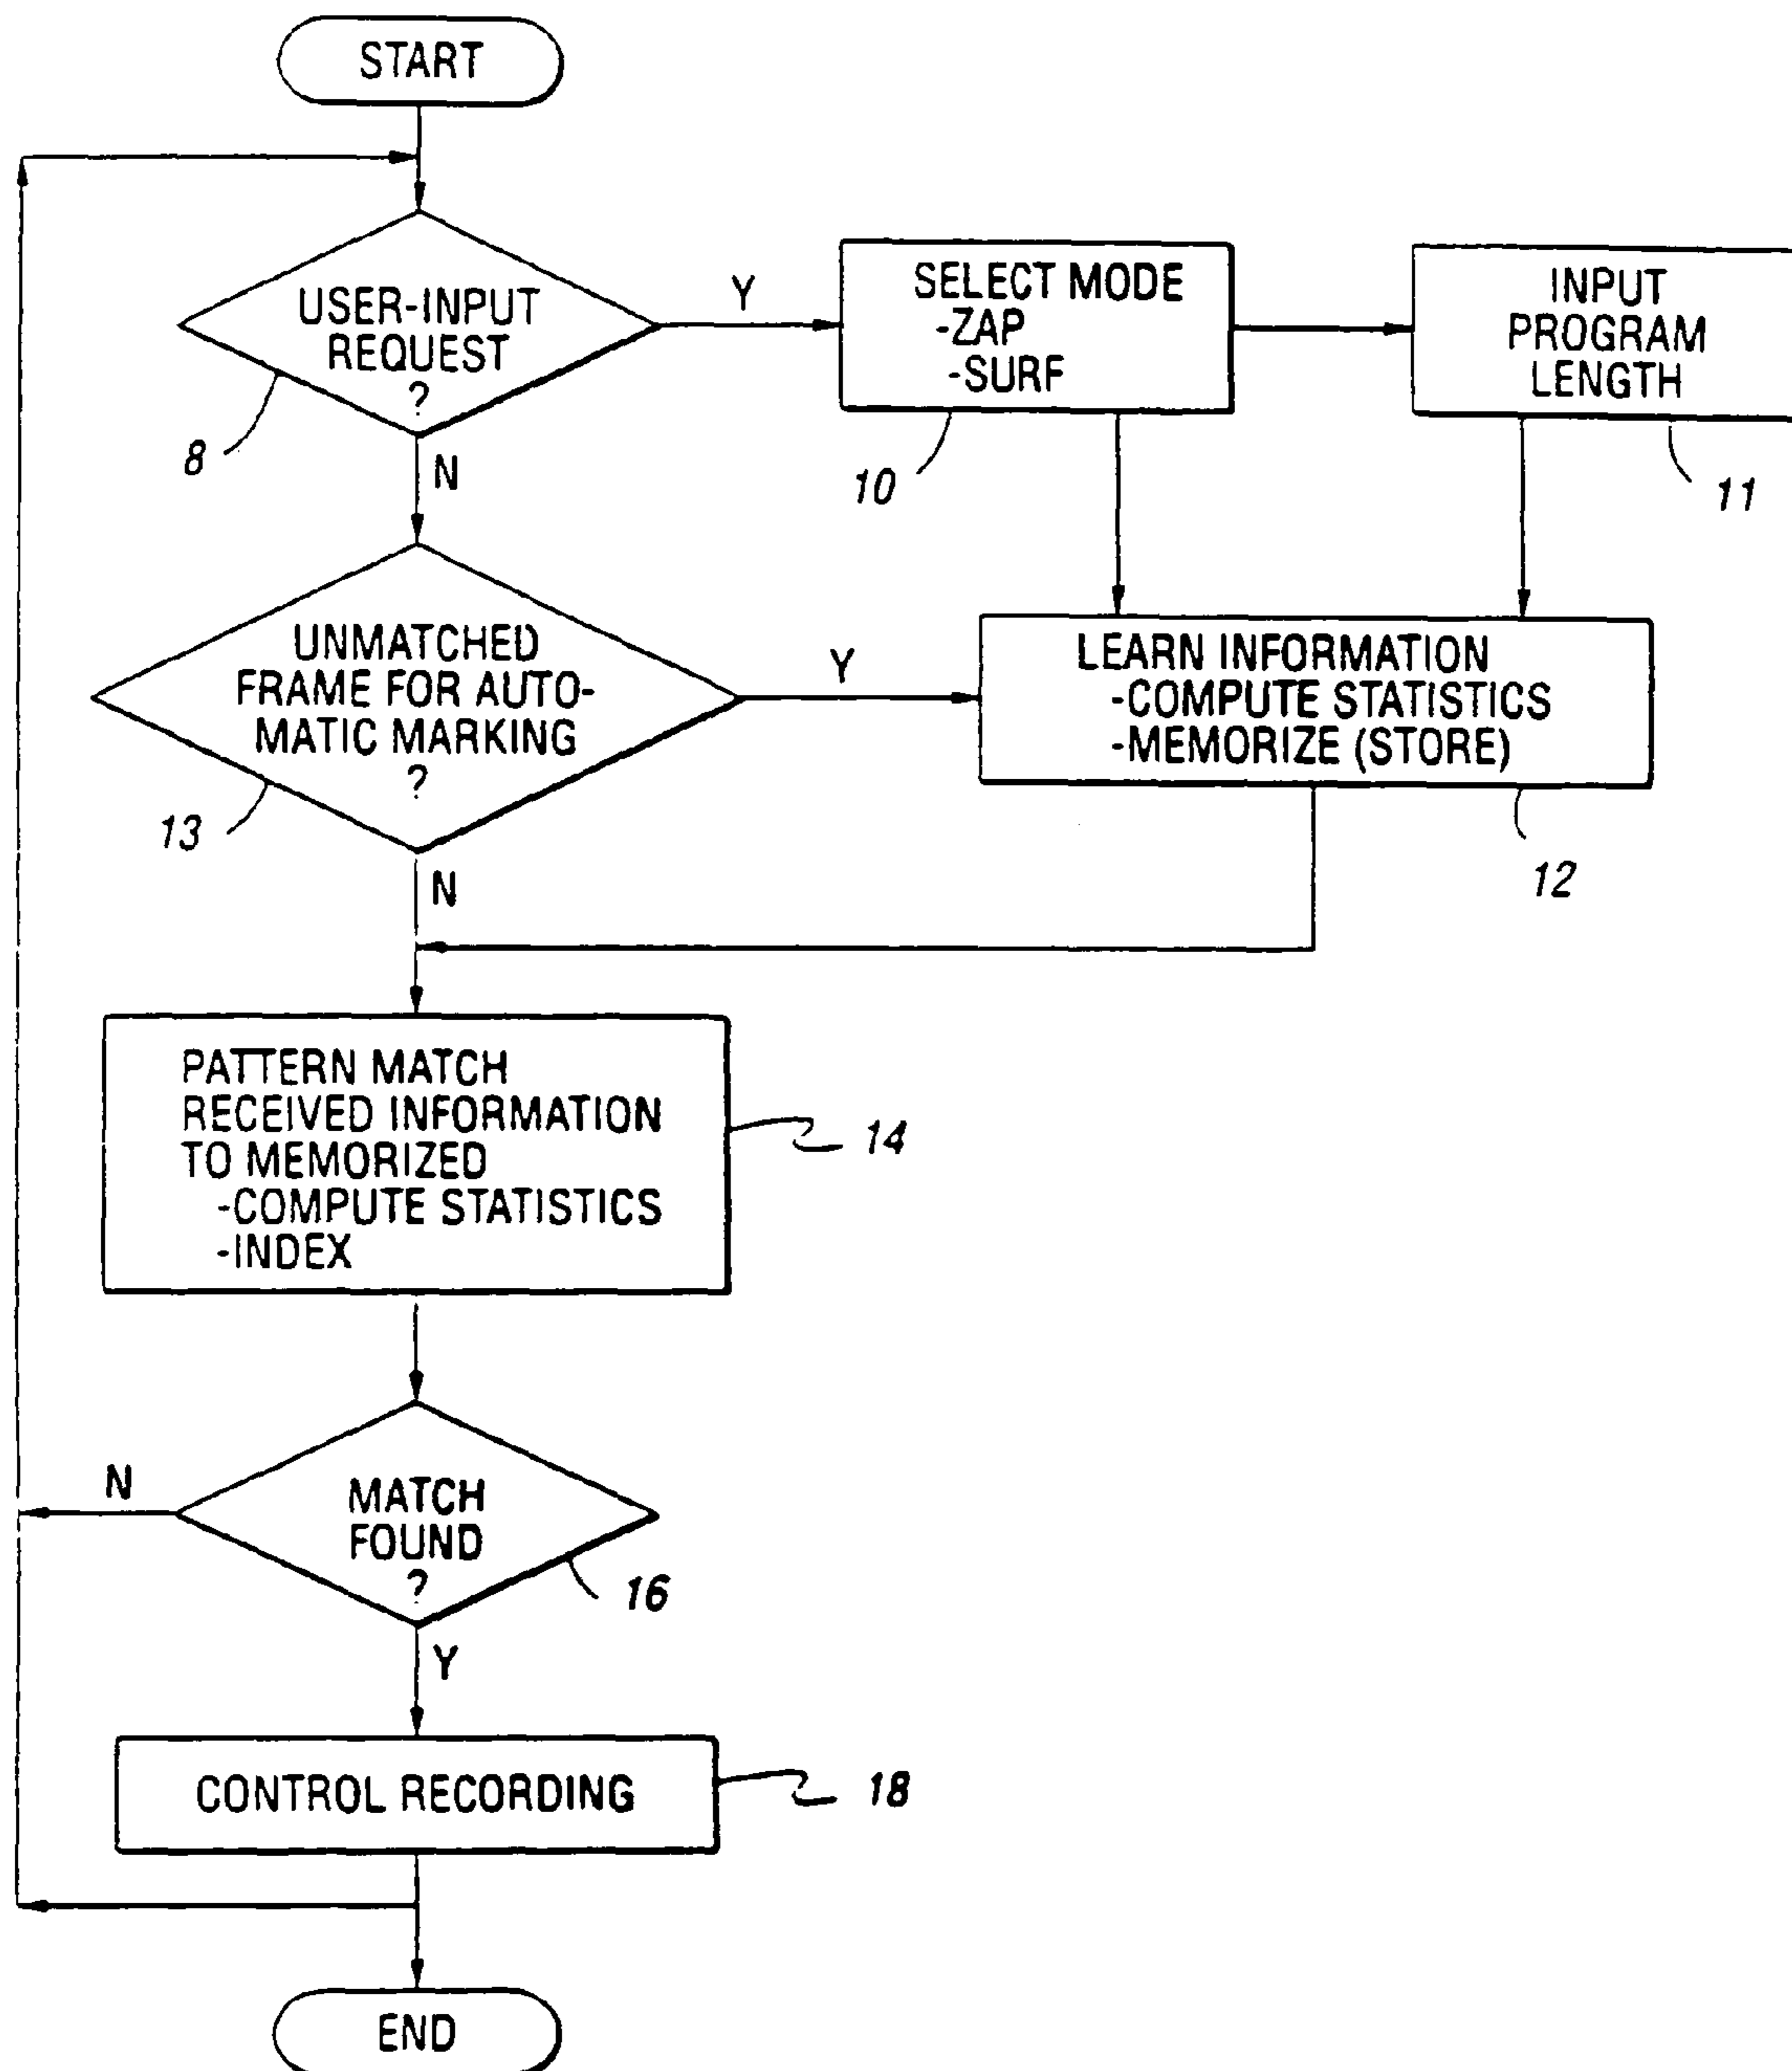 START
USER-INPUT
REQUEST
?
8
Y
N
SELECT MODE
-ZAP
-SURF
10
INPUT
PROGRAM
LENGTH
11
UNMATCHED
FRAME FOR AUTO-
MATIC MARKING
?
13
Y
N
LEARN INFORMATION
-COMPUTE STATISTICS
-MEMORIZE (STORE)
12
PATTERN MATCH
RECEIVED INFORMATION
TO MEMORIZED
-COMPUTE STATISTICS
-INDEX
14
MATCH
FOUND
?
16
N
Y
CONTROL RECORDING
18
END